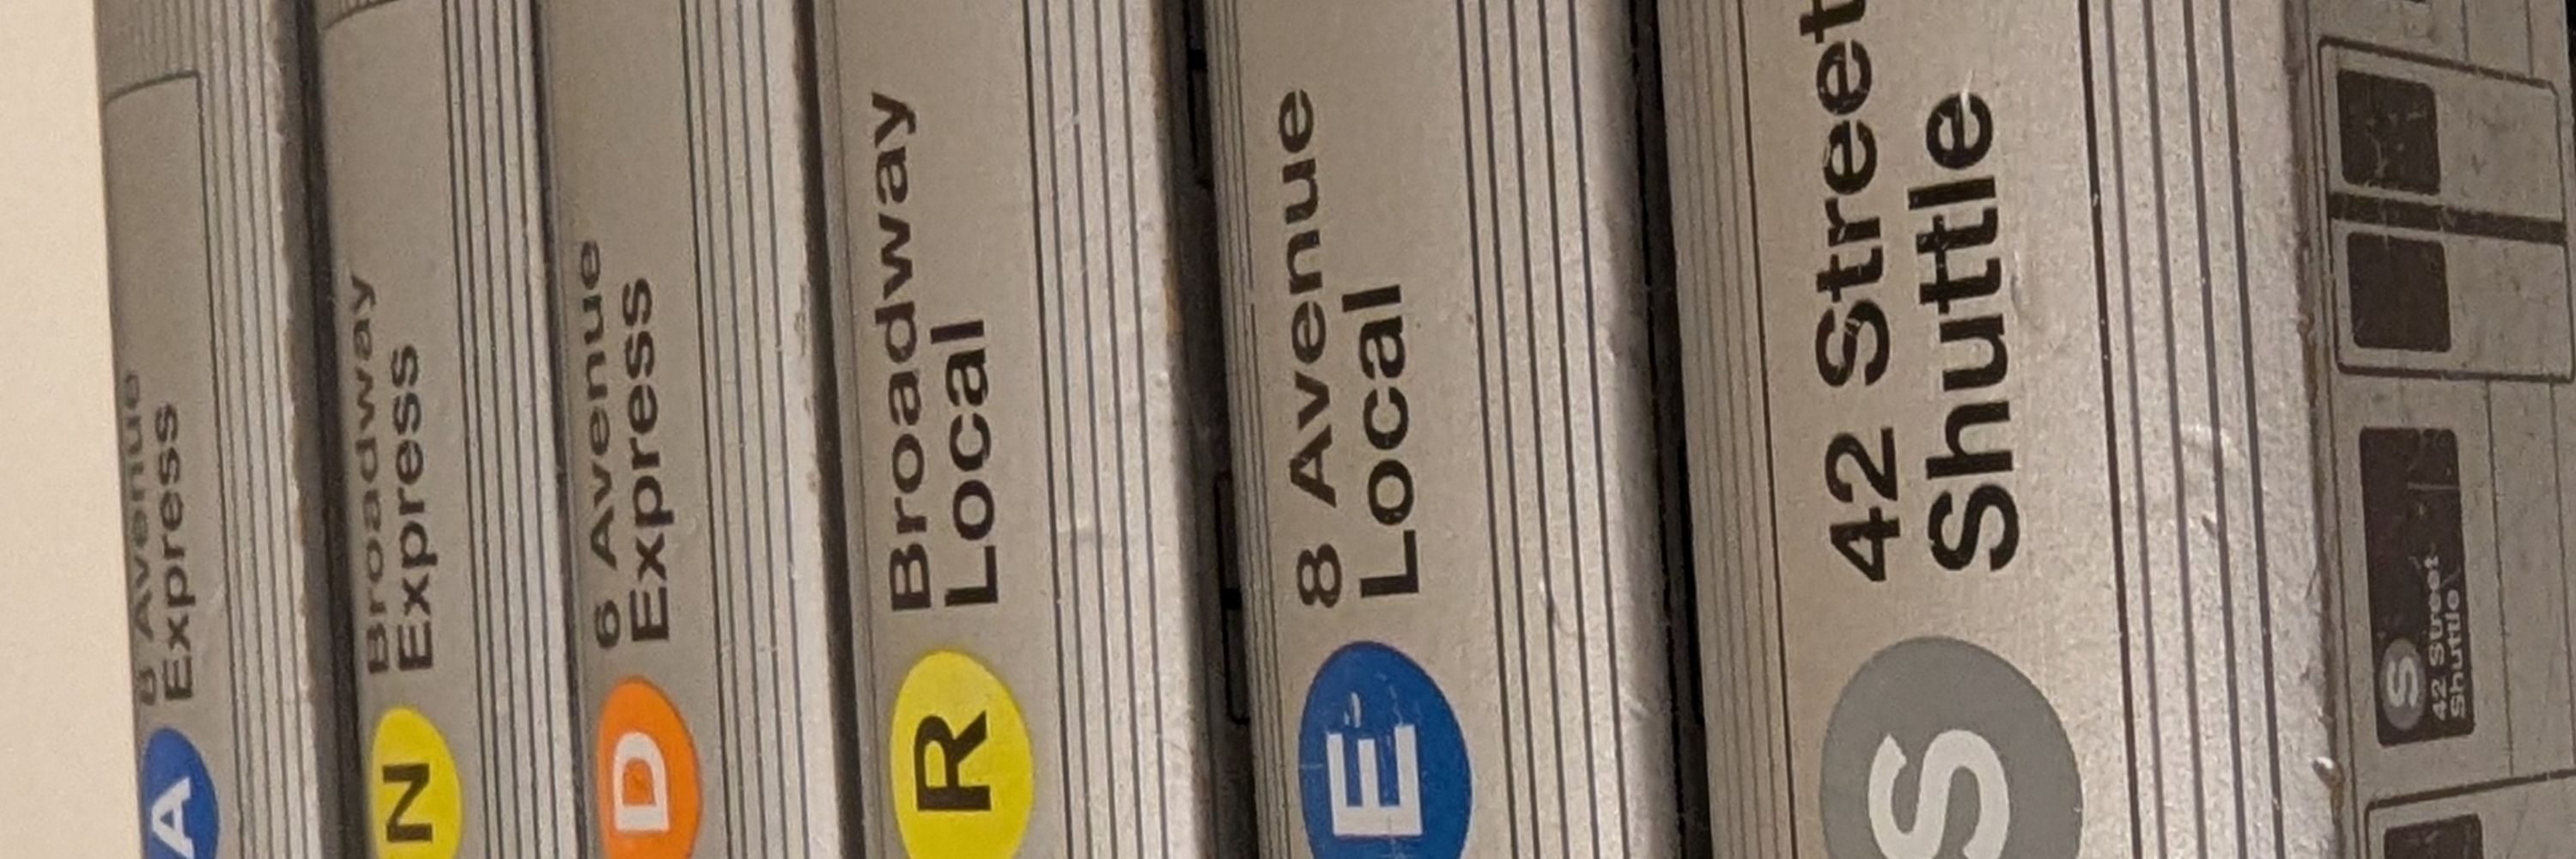 A
8 Avenue
Express
N
Broadway
Express
D
6 Avenue
Express
R
Broadway
Local
E
8 Avenue
Local
S
42 Street
Shuttle
S
42 Street
Shuttle